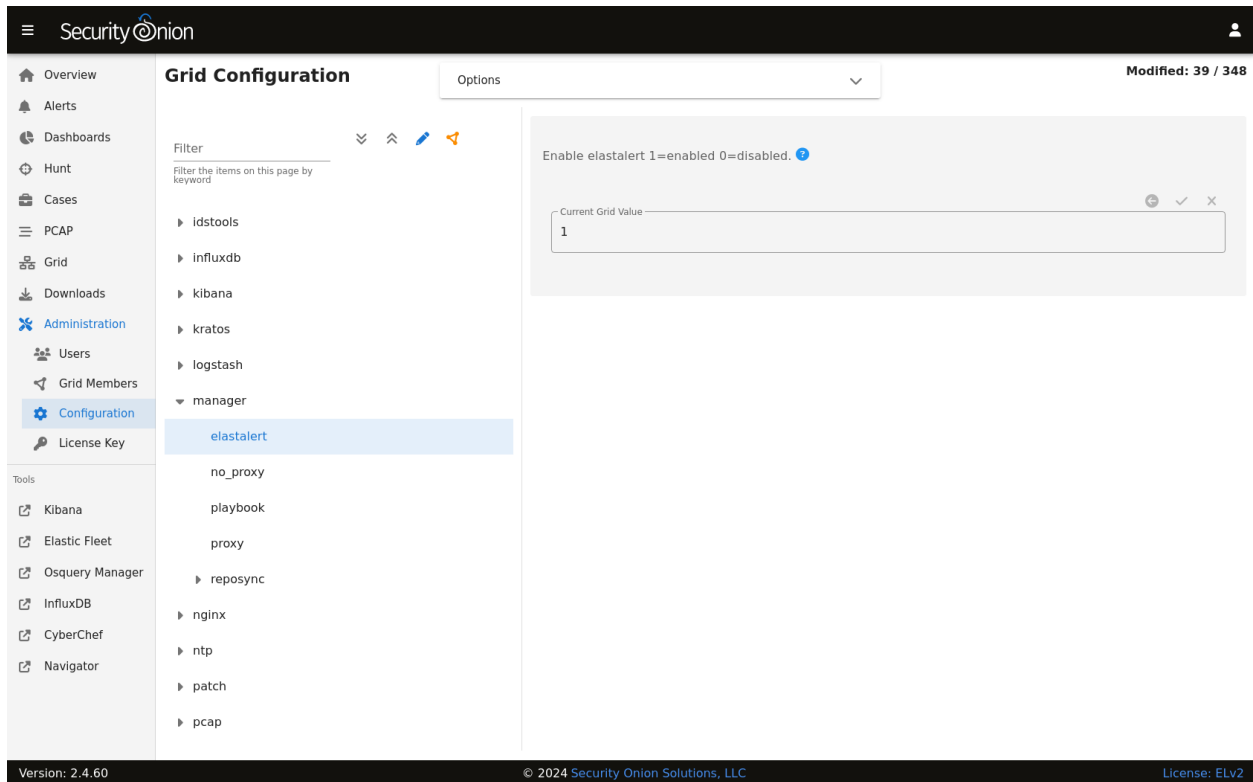 Security Onion
Overview
Alerts
Dashboards
Hunt
Cases
PCAP
Grid
Downloads
Administration
Users
Grid Members
Configuration
License Key
Tools
Kibana
Elastic Fleet
Osquery Manager
InfluxDB
CyberChef
Navigator
Grid Configuration
Options
Modified: 39 / 348
Filter
Filter the items on this page by
keyword
idstools
influxdb
kibana
kratos
logstash
manager
elastalert
no_proxy
playbook
proxy
reposync
nginx
ntp
patch
pcap
Enable elastalert 1=enabled 0=disabled. ?
Current Grid Value
1
Version: 2.4.60
© 2024 Security Onion Solutions, LLC
License: ELv2